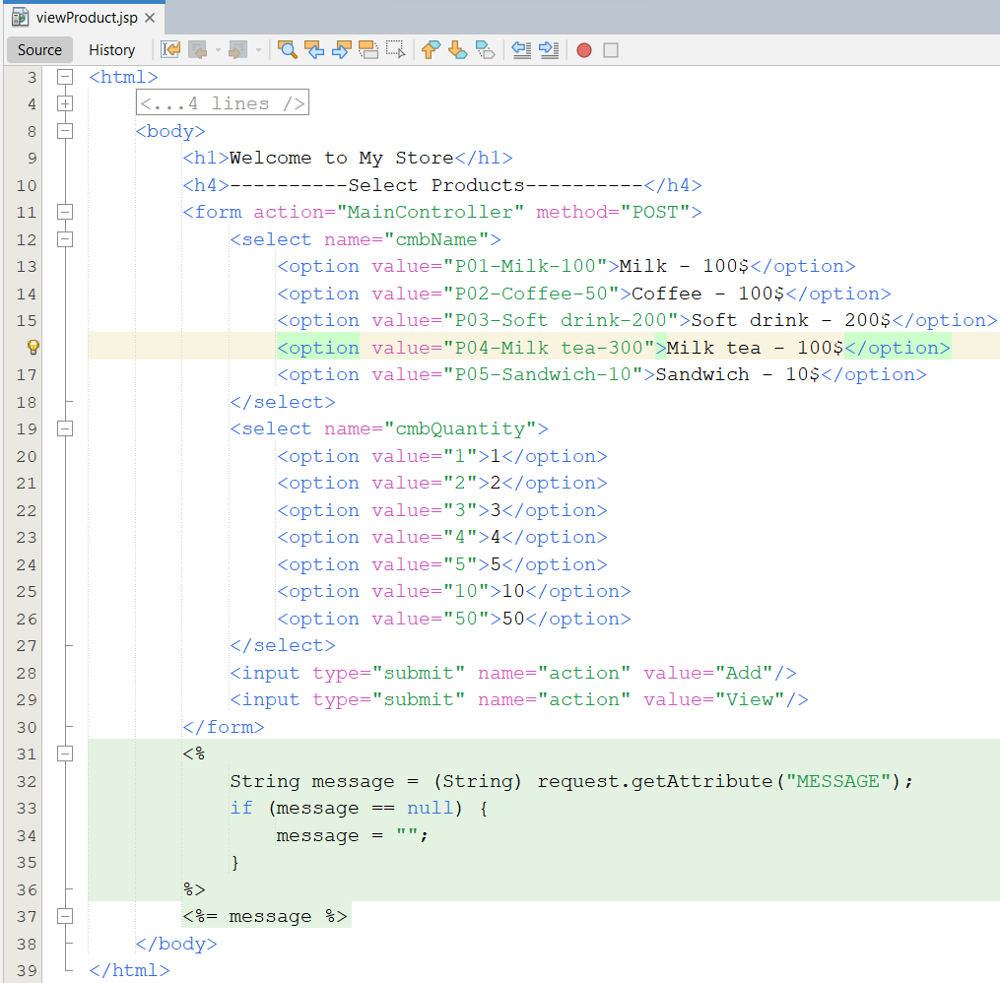 viewProduct.jsp
Source History
3 <html>
4 <...4 lines />
8 <body>
9 <h1>Welcome to My Store</h1>
10 <h4>----------Select Products----------</h4>
11 <form action="MainController" method="POST">
12 <select name="cmbName">
13 <option value="P01-Milk-100">Milk - 100$</option>
14 <option value="P02-Coffee-50">Coffee - 100$</option>
15 <option value="P03-Soft drink-200">Soft drink - 200$</option>
<option value="P04-Milk tea-300">Milk tea - 100$</option>
17 <option value="P05-Sandwich-10">Sandwich - 10$</option>
18 </select>
19 <select name="cmbQuantity">
20 <option value="1">1</option>
21 <option value="2">2</option>
22 <option value="3">3</option>
23 <option value="4">4</option>
24 <option value="5">5</option>
25 <option value="10">10</option>
26 <option value="50">50</option>
27 </select>
28 <input type="submit" name="action" value="Add"/>
29 <input type="submit" name="action" value="View"/>
30 </form>
31 <%
32 String message = (String) request.getAttribute("MESSAGE");
33 if (message == null) {
34 message = "";
35 }
36 %>
37 <%= message %>
38 </body>
39 </html>